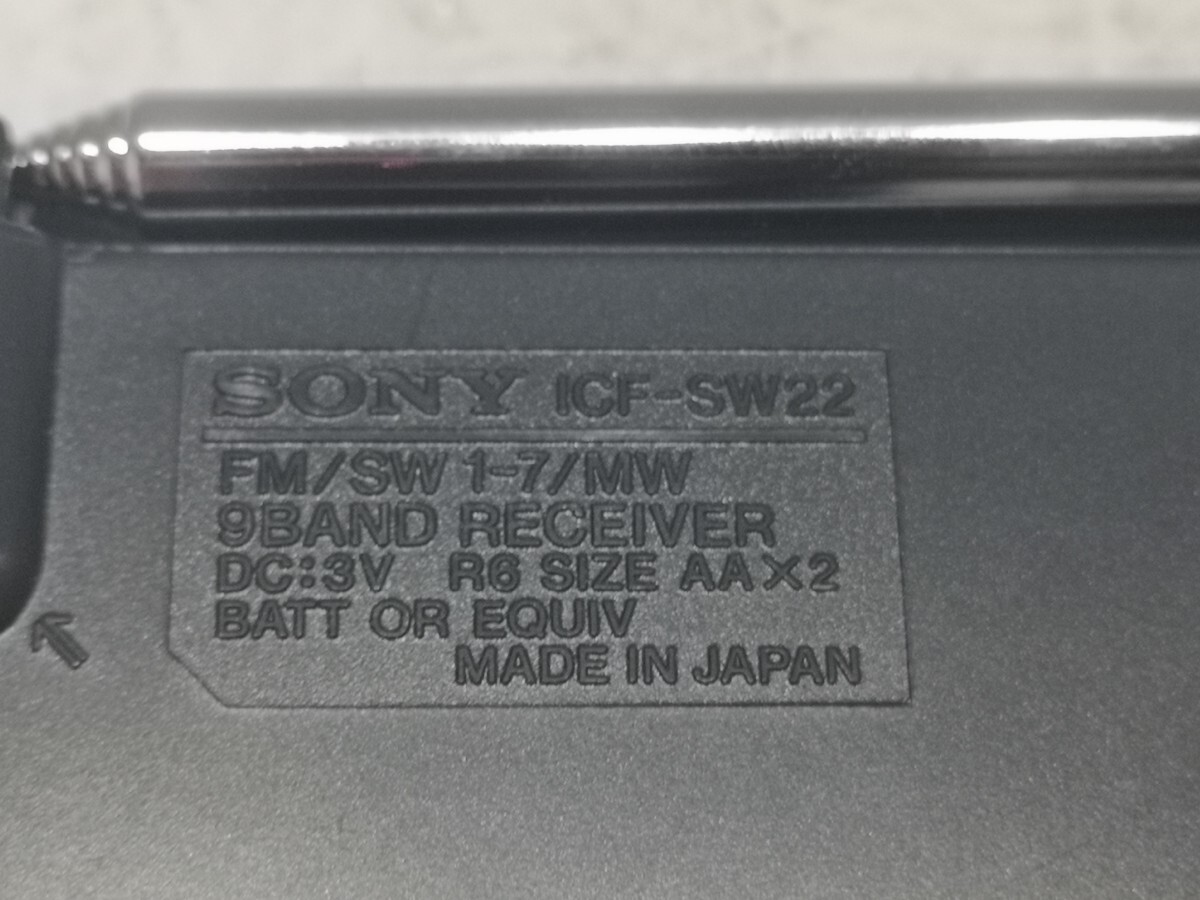 SONY ICF-SW22
FM/SW 1-7/MW
9BAND RECEIVER
DC:3V R6 SIZE AA×2
BATT OR EQUIV
MADE IN JAPAN